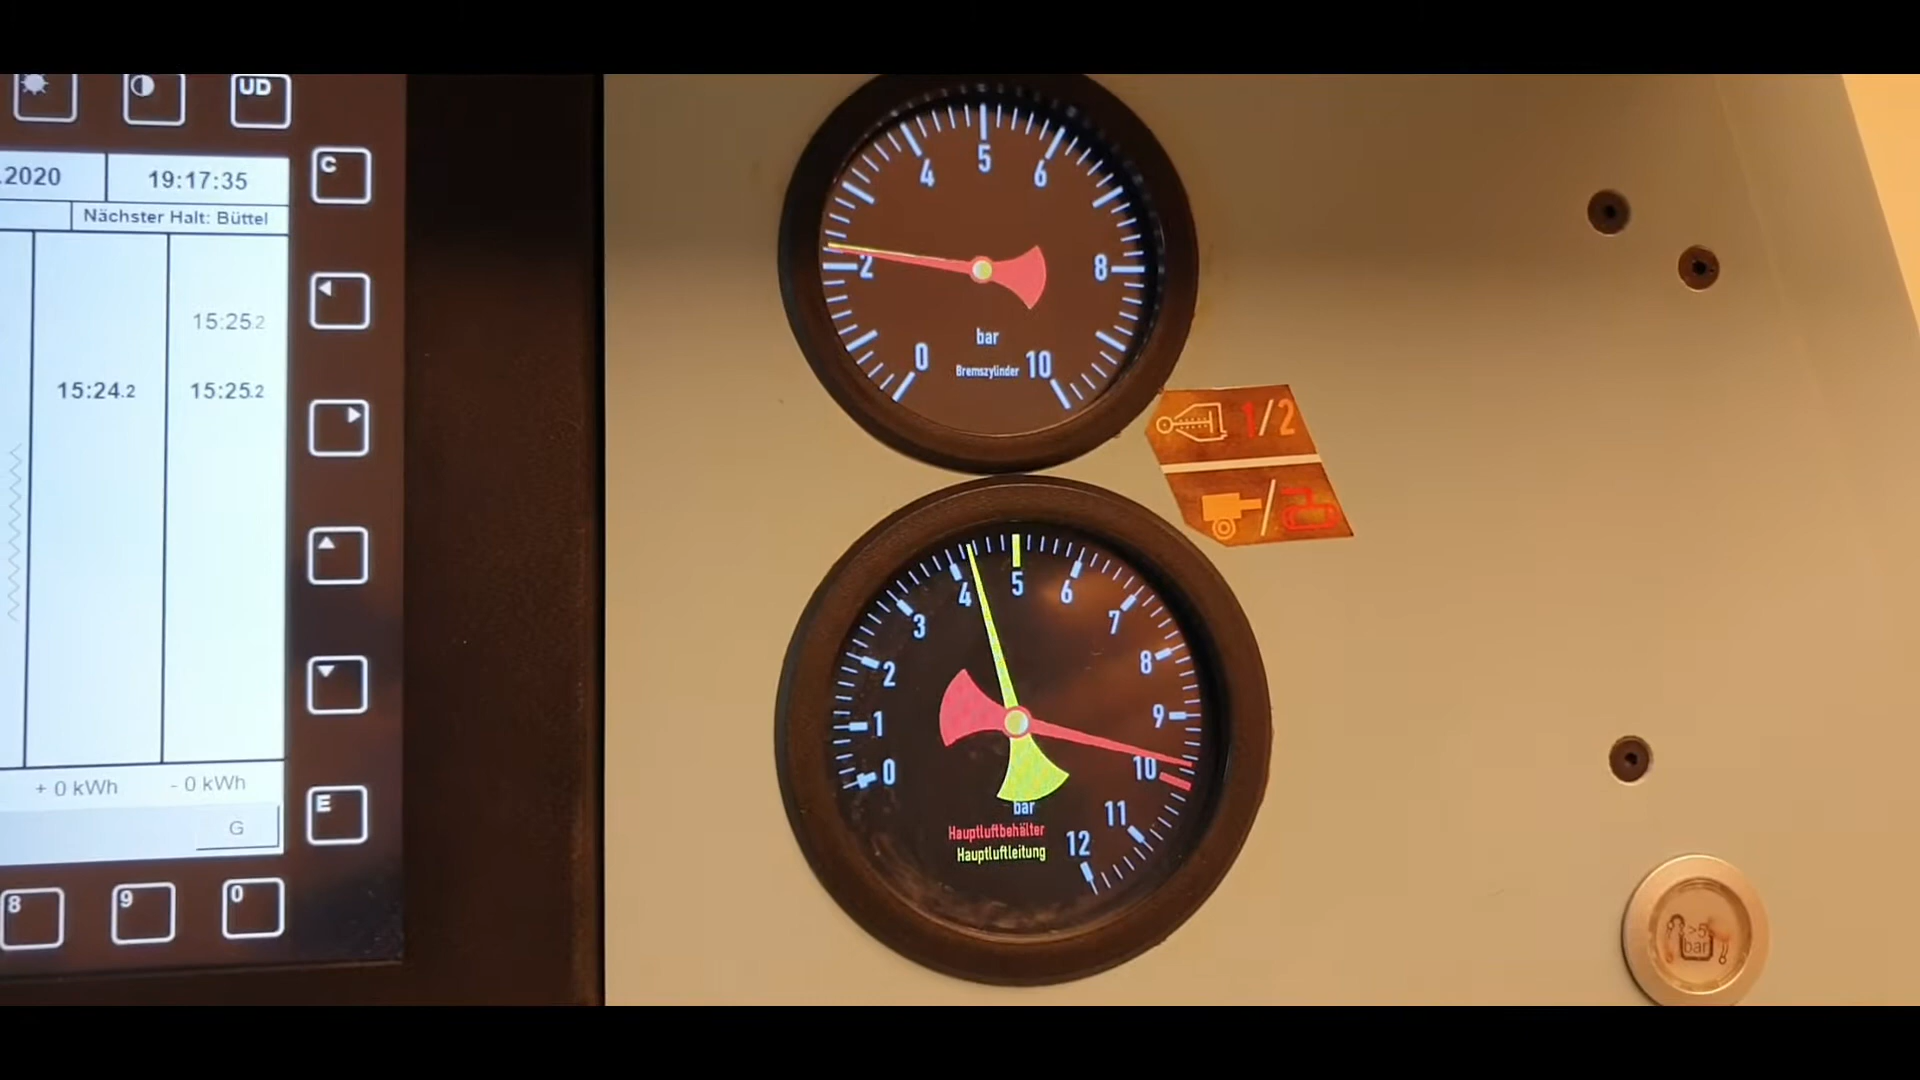 UD
C
.2020 19:17:35
Nächster Halt: Büttel
15:25.2
15:24.2 15:25.2
+ 0 kWh - 0 kWh
G
E
8 9 0
0 2 4 5 6 8 10
bar
Bremszylinder
1/2
0 1 2 3 4 5 6 7 8 9 10 11 12
bar
Hauptluftbehälter
Hauptluftleitung
>5
bar